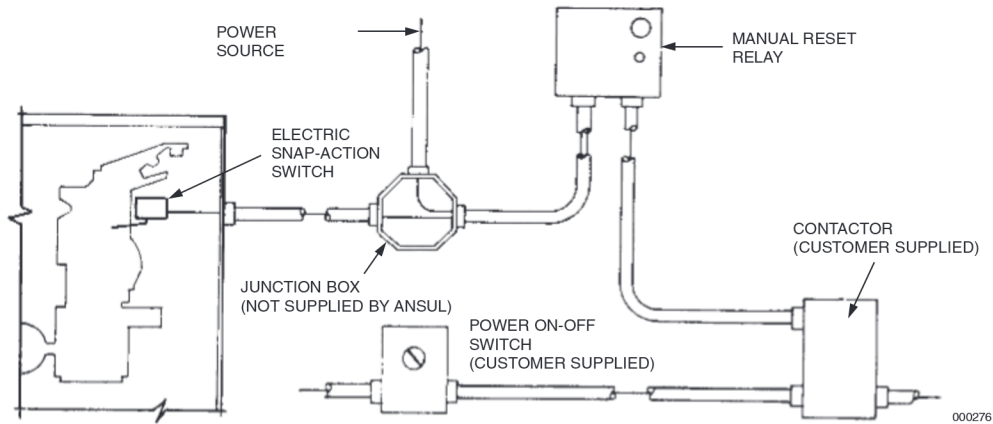 POWER
SOURCE
MANUAL RESET
RELAY
ELECTRIC
SNAP-ACTION
SWITCH
JUNCTION BOX
(NOT SUPPLIED BY ANSUL)
CONTACTOR
(CUSTOMER SUPPLIED)
POWER ON-OFF
SWITCH
(CUSTOMER SUPPLIED)
000276